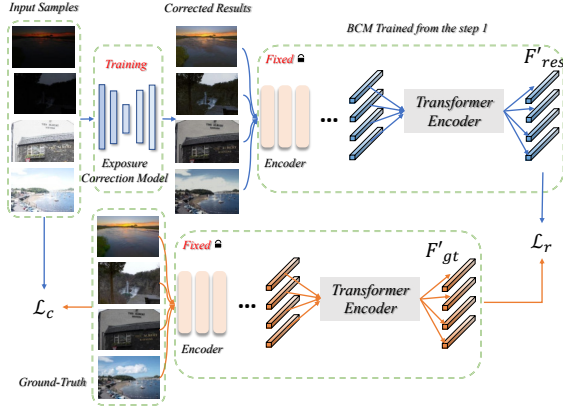 Input Samples
Corrected Results
BCM Trained from the step 1
Training
Fixed
F'res
Transformer
Encoder
Exposure
Correction Model
Encoder
...
Fixed
F'gt
ℒr
Transformer
Encoder
ℒc
...
Encoder
Ground-Truth